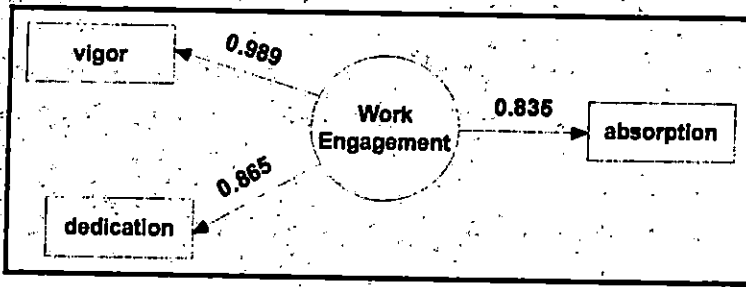 vigor
0.989
Work
Engagement
0.835
absorption
0.865
dedication